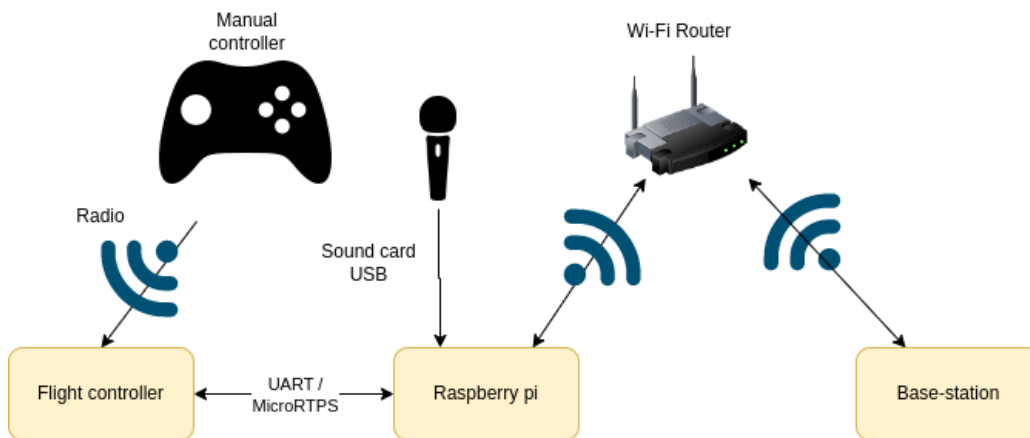 Manual
controller
Wi-Fi Router
Radio
Sound card
USB
Flight controller
UART /
MicroRTPS
Raspberry pi
Base-station